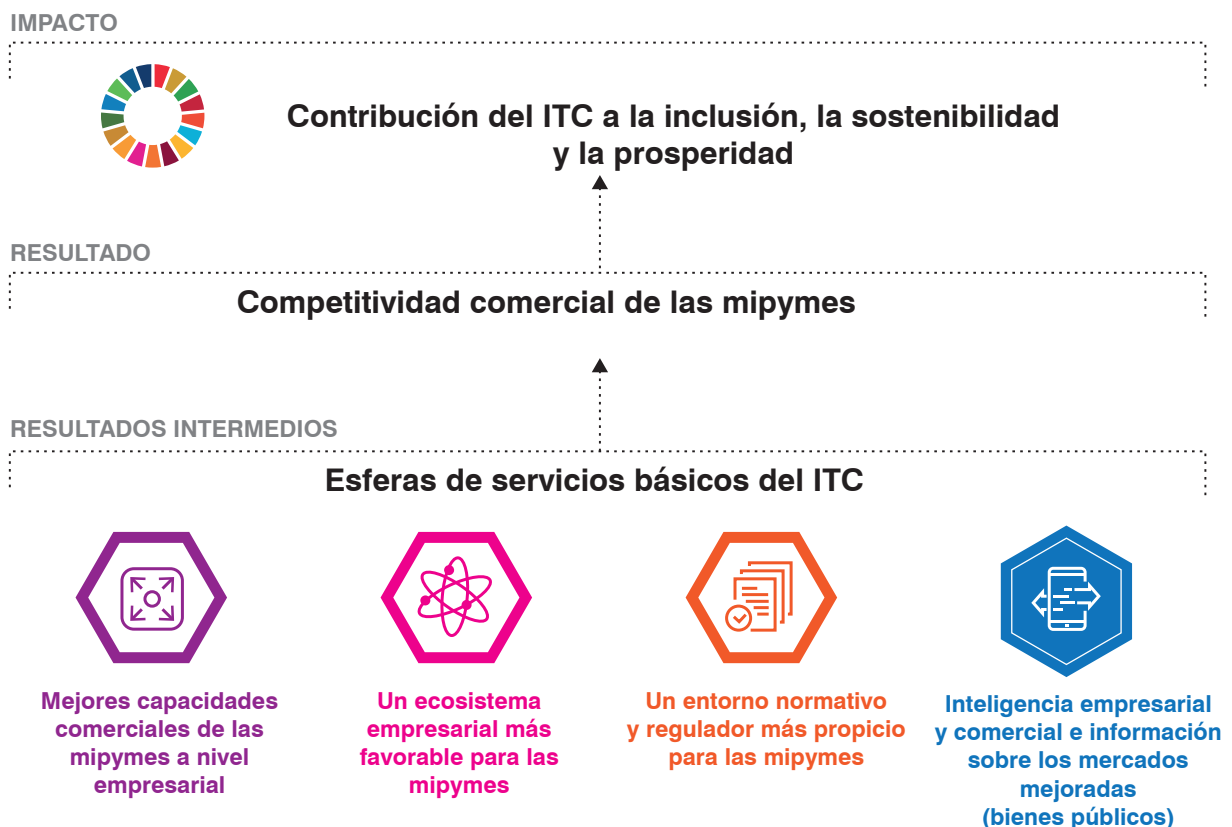 IMPACTO
Contribución del ITC a la inclusión, la sostenibilidad
y la prosperidad
RESULTADO
Competitividad comercial de las mipymes
RESULTADOS INTERMEDIOS
Esferas de servicios básicos del ITC
Mejores capacidades
comerciales de las
mipymes a nivel
empresarial
Un ecosistema
empresarial más
favorable para las
mipymes
Un entorno normativo
y regulador más propicio
para las mipymes
Inteligencia empresarial
y comercial e información
sobre los mercados
mejoradas
(bienes públicos)